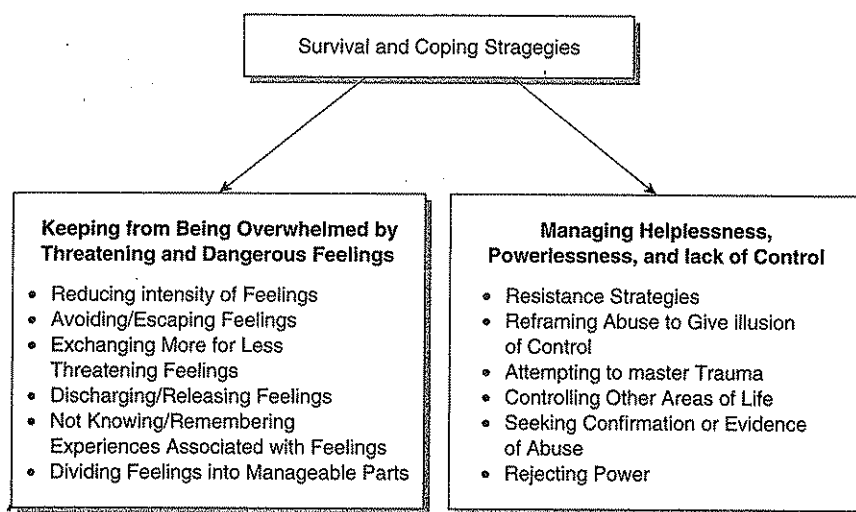 Survival and Coping Stragegies
Keeping from Being Overwhelmed by
Threatening and Dangerous Feelings
• Reducing intensity of Feelings
• Avoiding/Escaping Feelings
• Exchanging More for Less
Threatening Feelings
• Discharging/Releasing Feelings
• Not Knowing/Remembering
Experiences Associated with Feelings
• Dividing Feelings into Manageable Parts
Managing Helplessness,
Powerlessness, and lack of Control
• Resistance Strategies
• Reframing Abuse to Give illusion
of Control
• Attempting to master Trauma
• Controlling Other Areas of Life
• Seeking Confirmation or Evidence
of Abuse
• Rejecting Power